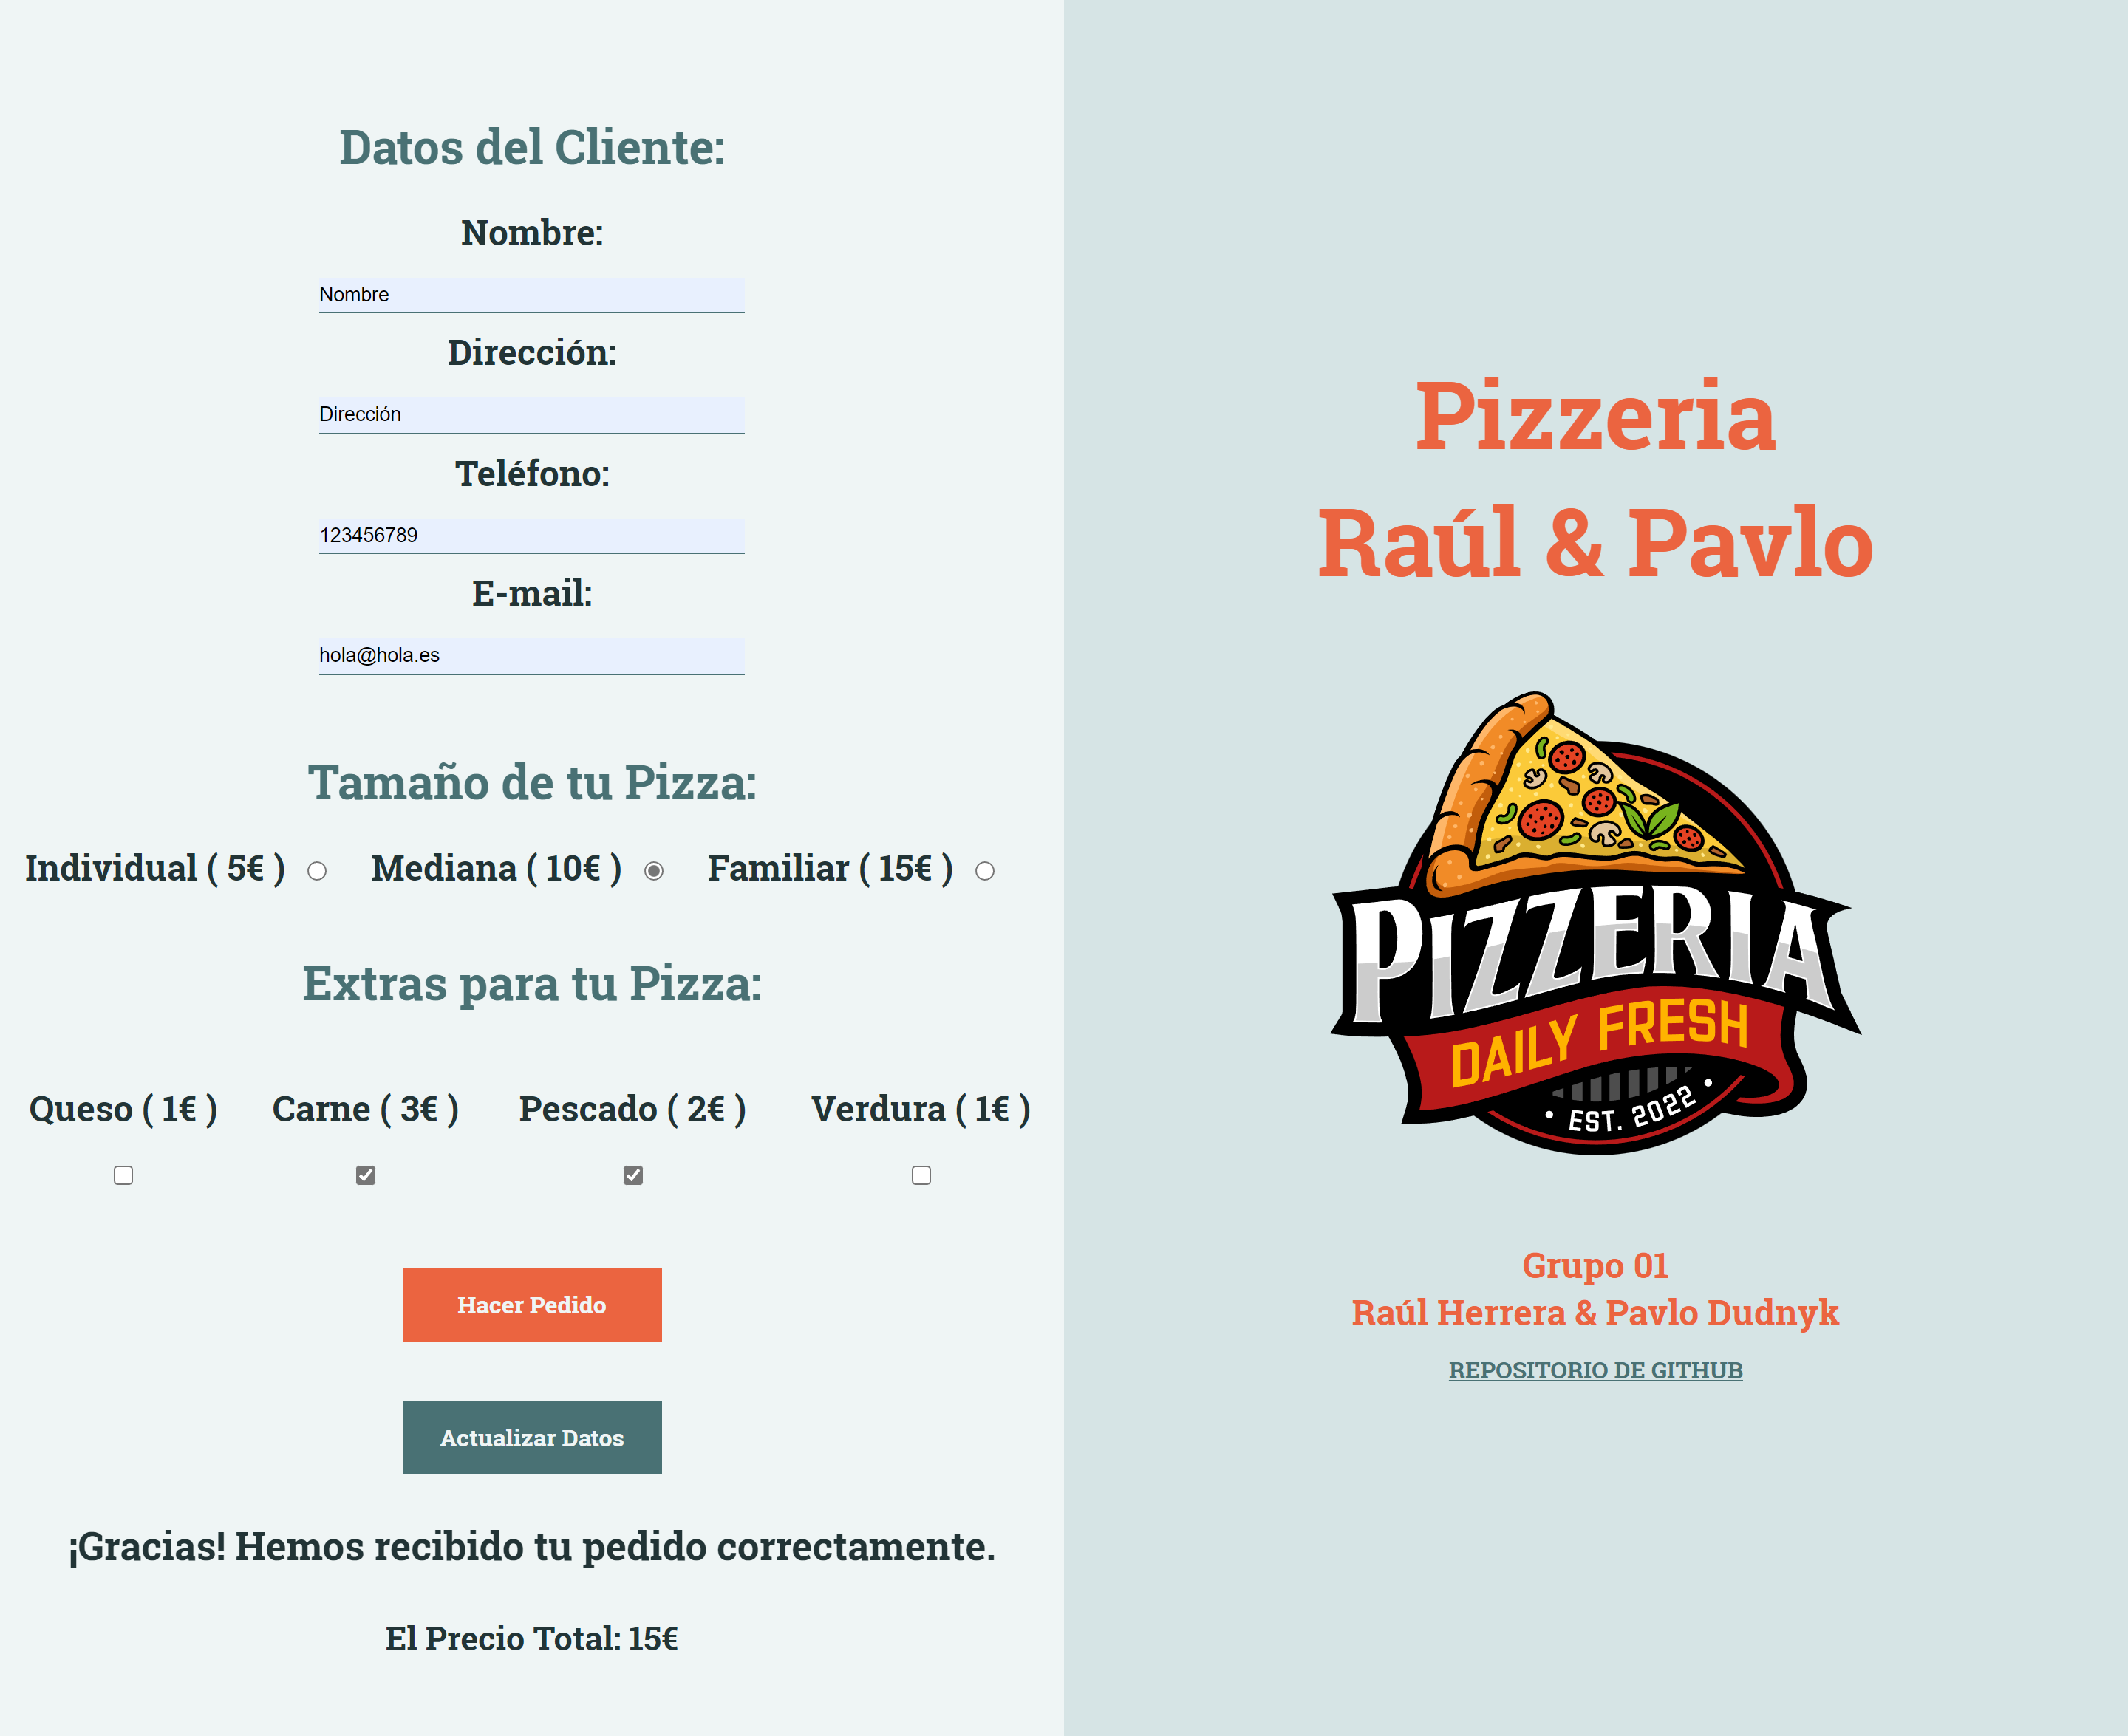 Datos del Cliente:
Nombre:
Nombre
Dirección:
Dirección
Teléfono:
123456789
E-mail:
hola@hola.es
Tamaño de tu Pizza:
Individual ( 5€ ) Mediana ( 10€ ) Familiar ( 15€ )
Extras para tu Pizza:
Queso ( 1€ ) Carne ( 3€ ) Pescado ( 2€ ) Verdura ( 1€ )
Hacer Pedido
Actualizar Datos
¡Gracias! Hemos recibido tu pedido correctamente.
El Precio Total: 15€
Pizzeria
Raúl & Pavlo
PIZZERIA
DAILY FRESH
• EST. 2022 •
Grupo 01
Raúl Herrera & Pavlo Dudnyk
REPOSITORIO DE GITHUB